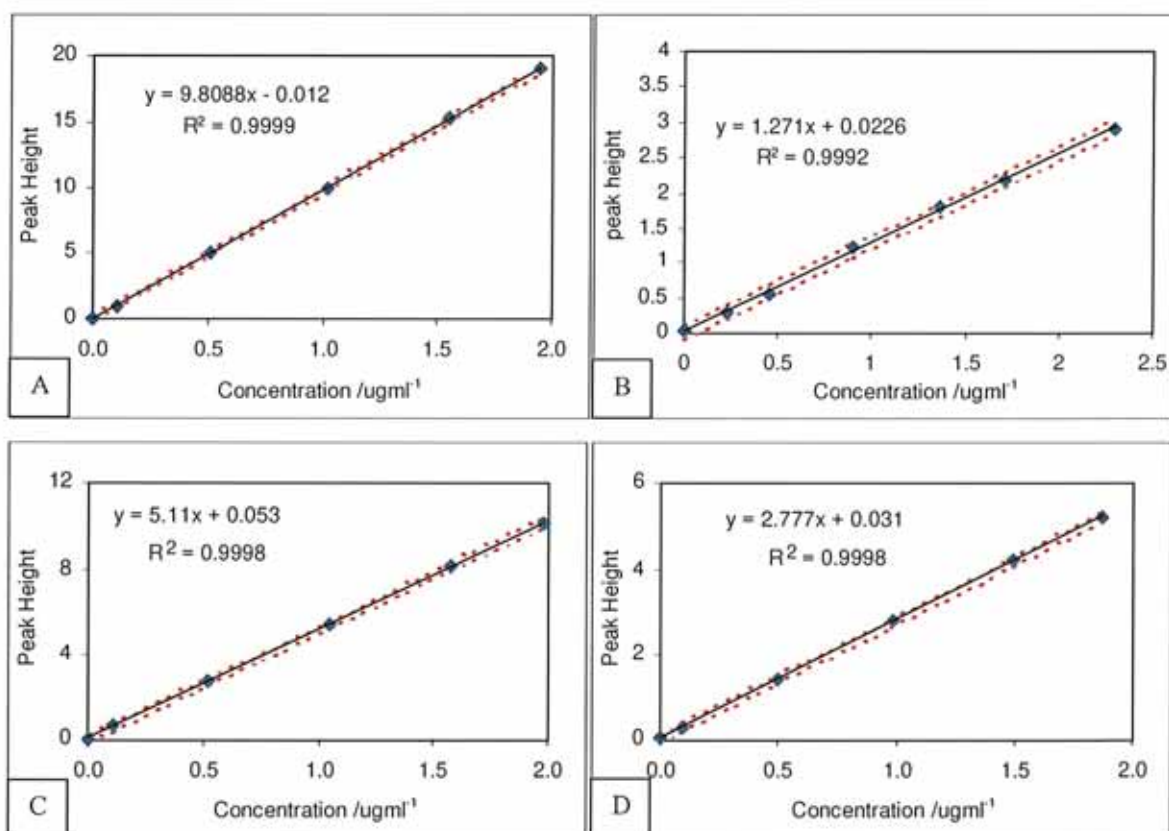 20
15
10
5
0
Peak Height
y = 9.8088x - 0.012
R² = 0.9999
0.0 0.5 1.0 1.5 2.0
Concentration /ugml⁻¹
A
4
3.5
3
2.5
2
1.5
1
0.5
0
peak height
y = 1.271x + 0.0226
R² = 0.9992
0 0.5 1 1.5 2 2.5
Concentration /ugml⁻¹
B
12
8
4
0
Peak Height
y = 5.11x + 0.053
R² = 0.9998
0.0 0.5 1.0 1.5 2.0
Concentration /ugml⁻¹
C
6
4
2
0
Peak Height
y = 2.777x + 0.031
R² = 0.9998
0.0 0.5 1.0 1.5 2.0
Concentration /ugml⁻¹
D